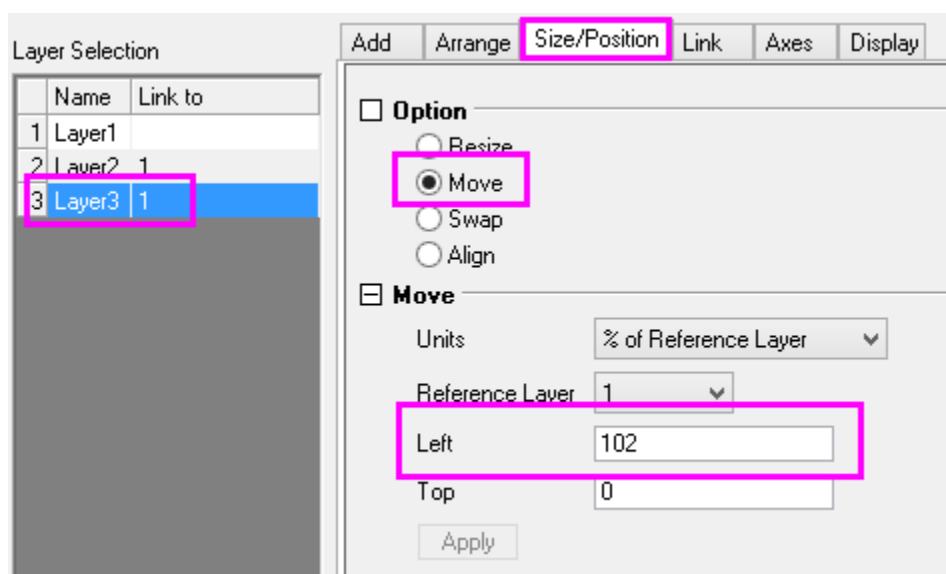 Layer Selection
Name Link to
1 Layer1
2 Layer2 1
3 Layer3 1
Add Arrange Size/Position Link Axes Display
Option
Resize
Move
Swap
Align
Move
Units % of Reference Layer
Reference Layer 1
Left 102
Top 0
Apply